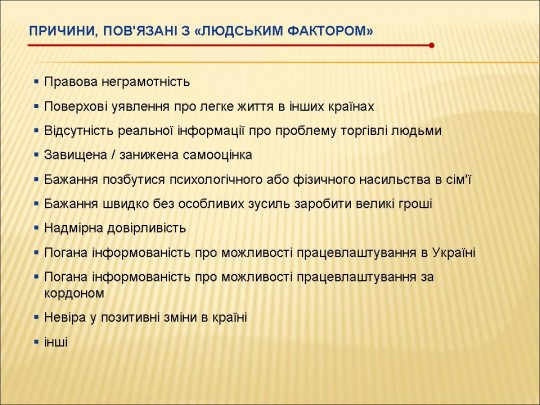 ПРИЧИНИ, ПОВ'ЯЗАНІ З «ЛЮДСЬКИМ ФАКТОРОМ»
▪ Правова неграмотність
▪ Поверхові уявлення про легке життя в інших країнах
▪ Відсутність реальної інформації про проблему торгівлі людьми
▪ Завищена / занижена самооцінка
▪ Бажання позбутися психологічного або фізичного насильства в сім'ї
▪ Бажання швидко без особливих зусиль заробити великі гроші
▪ Надмірна довірливість
▪ Погана інформованість про можливості працевлаштування в Україні
▪ Погана інформованість про можливості працевлаштування за
кордоном
▪ Невіра у позитивні зміни в країні
▪ інші